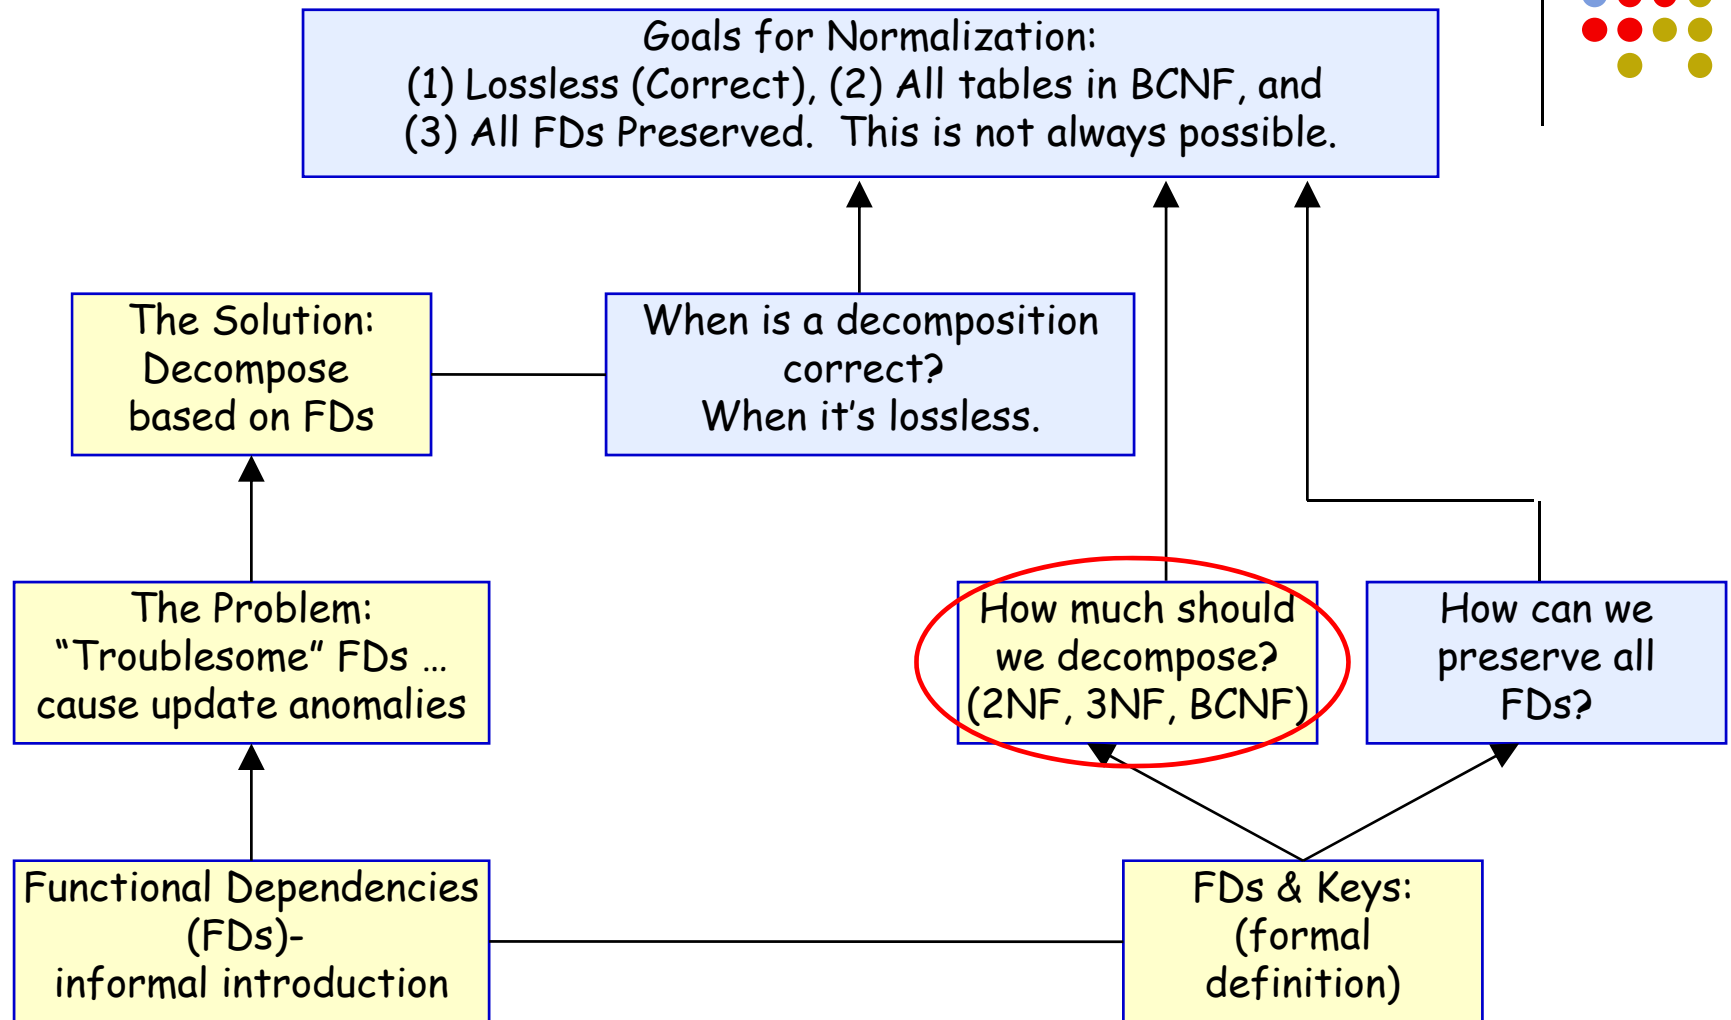 Goals for Normalization:
(1) Lossless (Correct), (2) All tables in BCNF, and
(3) All FDs Preserved.  This is not always possible.
The Solution:
Decompose
based on FDs
When is a decomposition
correct?
When it’s lossless.
The Problem:
“Troublesome” FDs …
cause update anomalies
How much should
we decompose?
(2NF, 3NF, BCNF)
How can we
preserve all
FDs?
Functional Dependencies
(FDs)-
informal introduction
FDs & Keys:
(formal
definition)